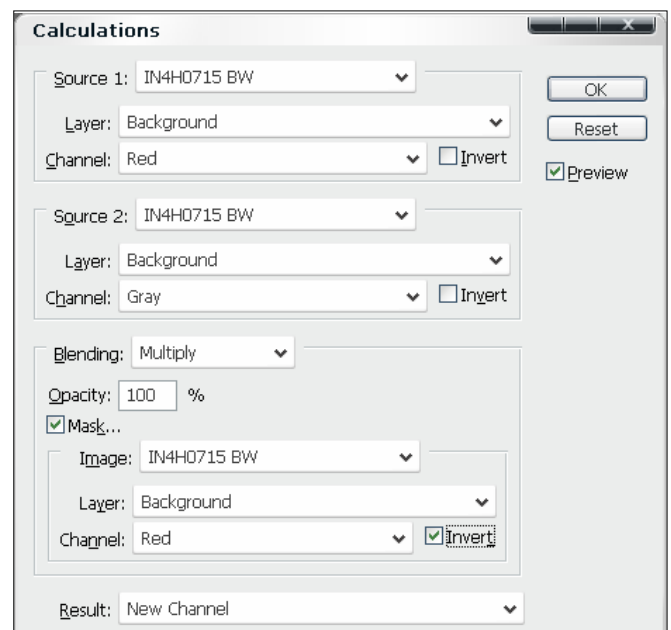 Calculations
Source 1: IN4H0715 BW
OK
Layer: Background
Reset
Channel: Red Invert
Preview
Source 2: IN4H0715 BW
Layer: Background
Channel: Gray Invert
Blending: Multiply
Opacity: 100 %
Mask...
Image: IN4H0715 BW
Layer: Background
Channel: Red Invert
Result: New Channel